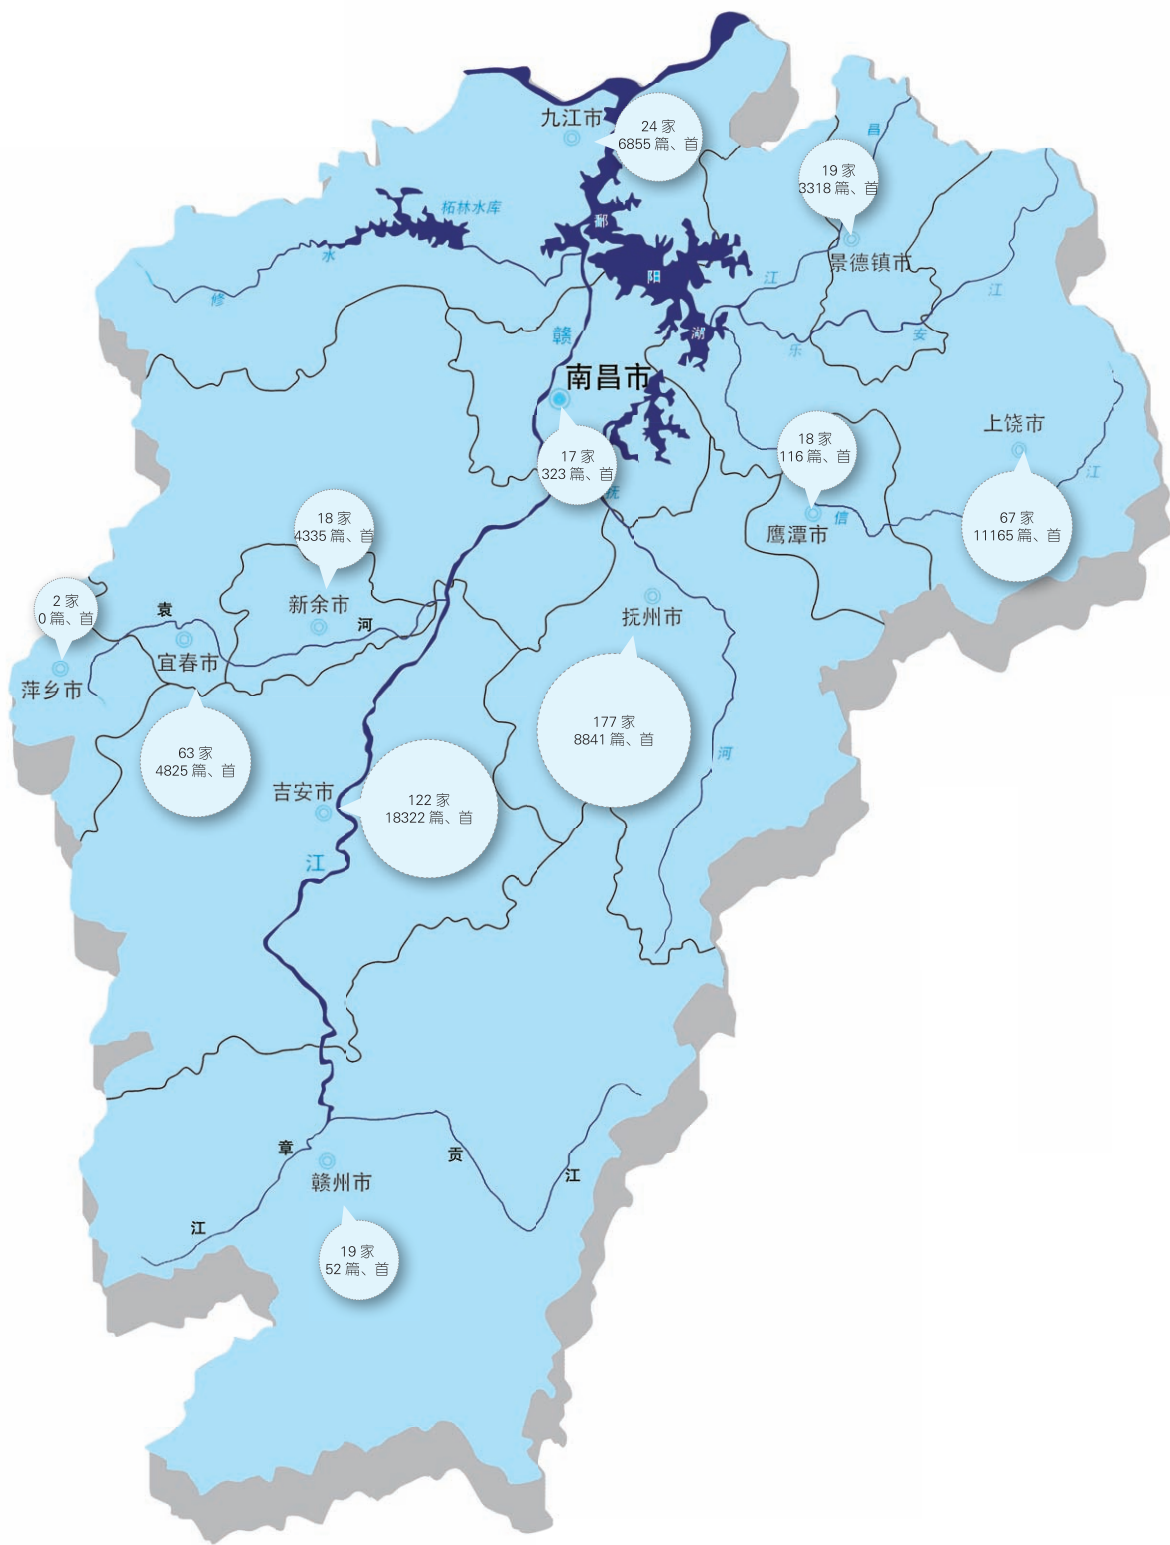 九江市
24 家
6855 篇、首
昌
19 家
3318 篇、首
柘林水库
鄱
水
景德镇市
阳
江
江
修
赣
湖
安
乐
南昌市
上饶市
18 家
116 篇、首
17 家
323 篇、首
江
抚
18 家
4335 篇、首
信
鹰潭市
67 家
11165 篇、首
2 家
0 篇、首
袁
新余市
河
抚州市
宜春市
萍乡市
177 家
8841 篇、首
63 家
4825 篇、首
河
吉安市
122 家
18322 篇、首
江
章
贡
赣州市
江
江
19 家
52 篇、首